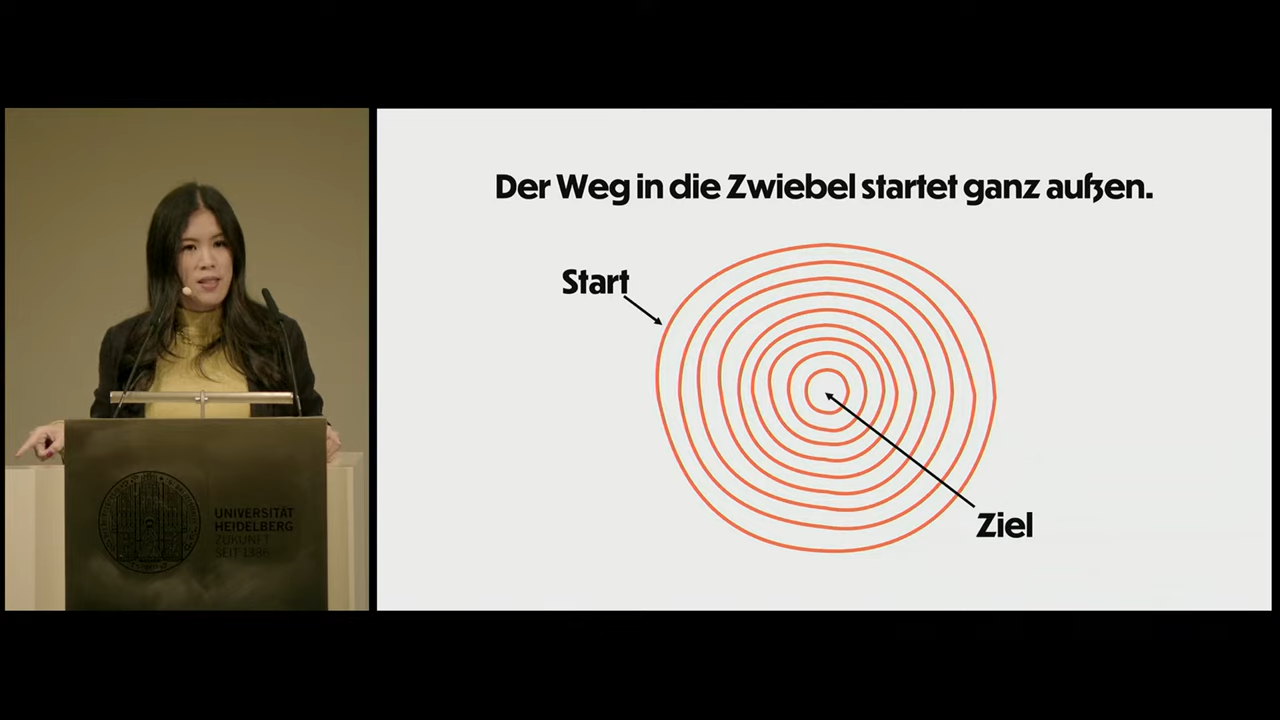 Der Weg in die Zwiebel startet ganz außen.
Start
Ziel
UNIVERSITÄT
HEIDELBERG
ZUKUNFT
SEIT 1386